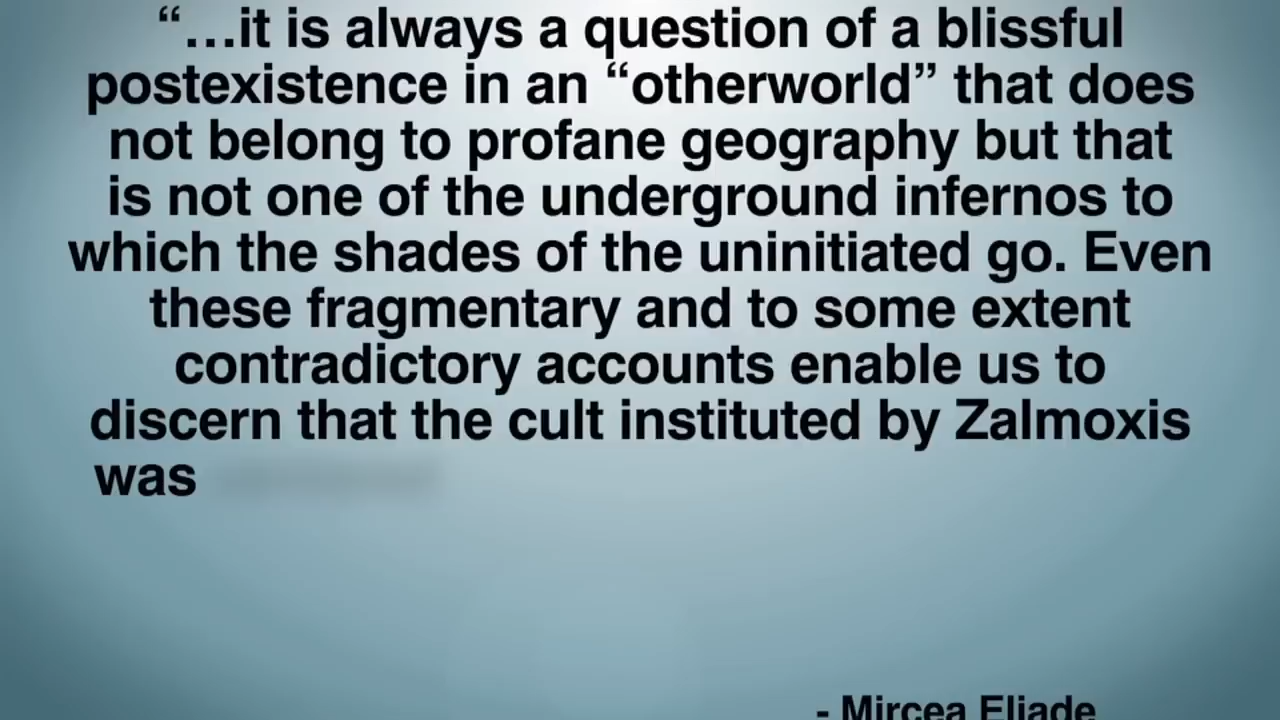 “…it is always a question of a blissful
postexistence in an “otherworld” that does
not belong to profane geography but that
is not one of the underground infernos to
which the shades of the uninitiated go. Even
these fragmentary and to some extent
contradictory accounts enable us to
discern that the cult instituted by Zalmoxis
was
- Mircea Eliade